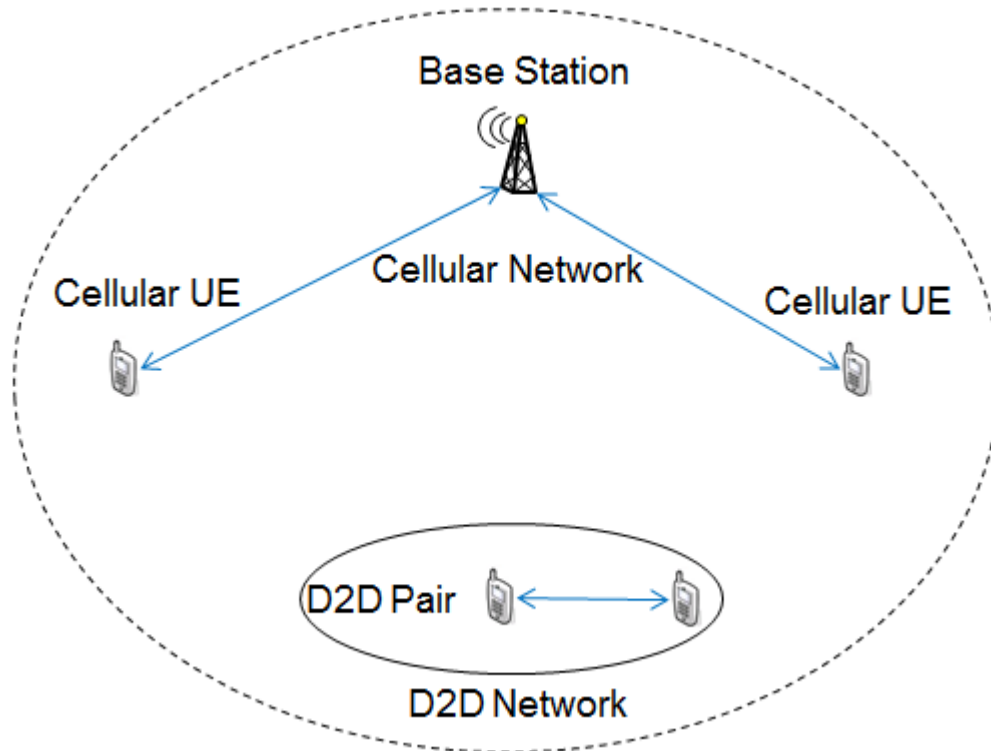 Base Station
Cellular Network
Cellular UE
Cellular UE
D2D Pair
D2D Network